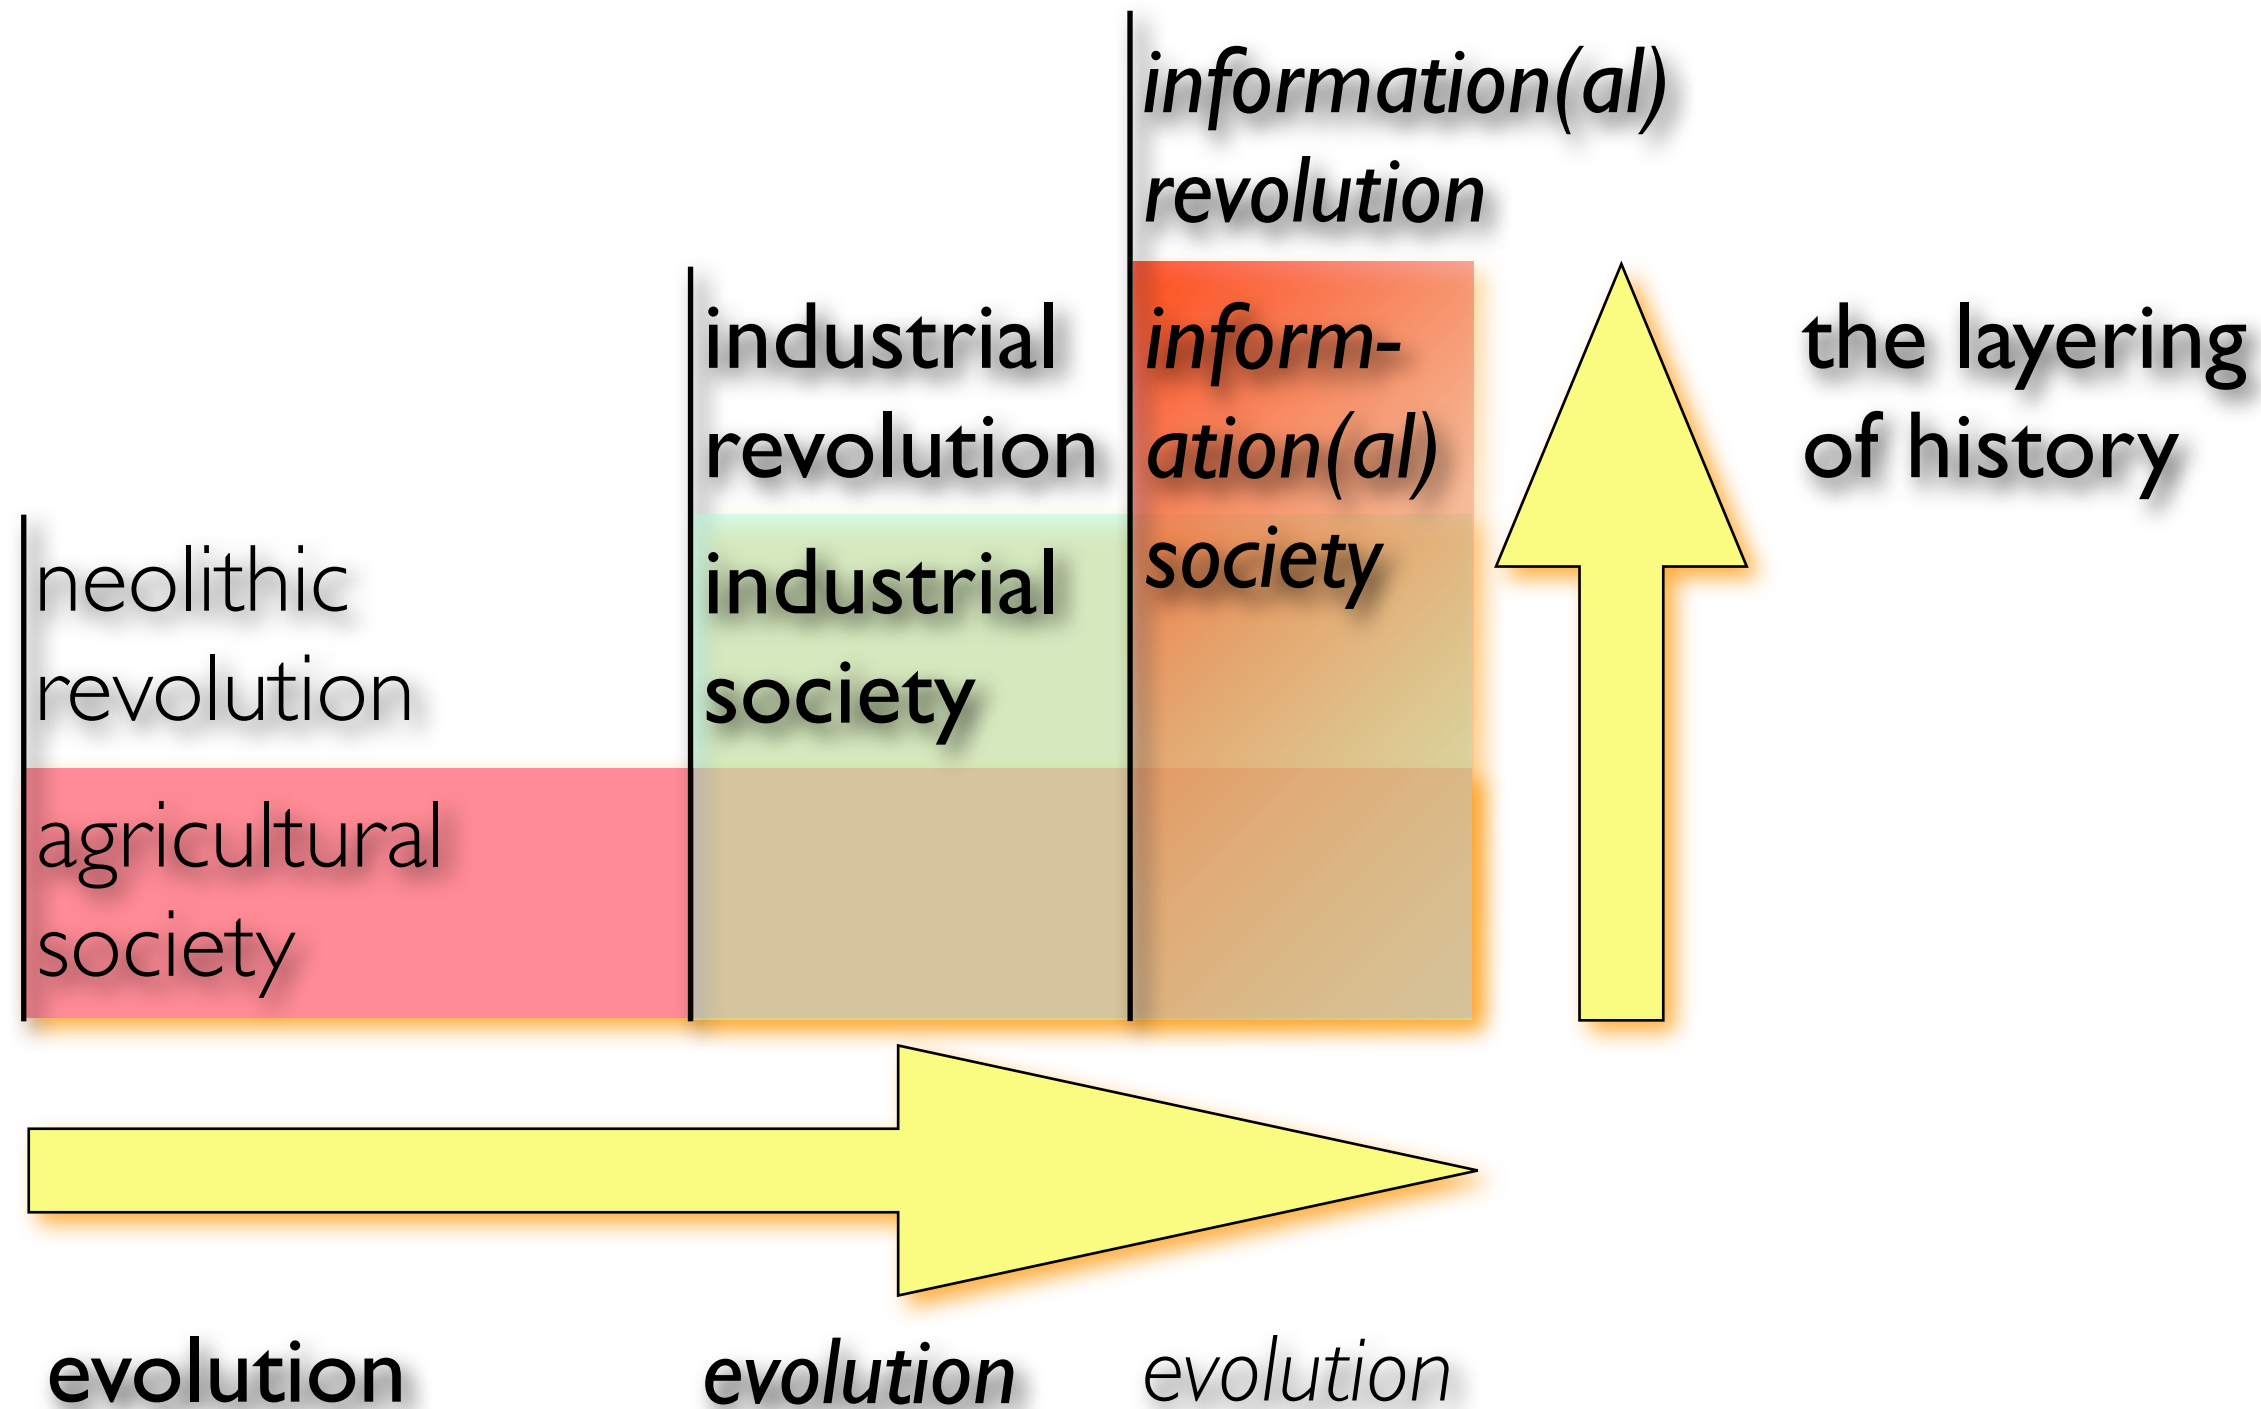 information(al)
revolution
industrial
revolution
inform-
ation(al)
society
the layering
of history
neolithic
revolution
industrial
society
agricultural
society
evolution
evolution
evolution